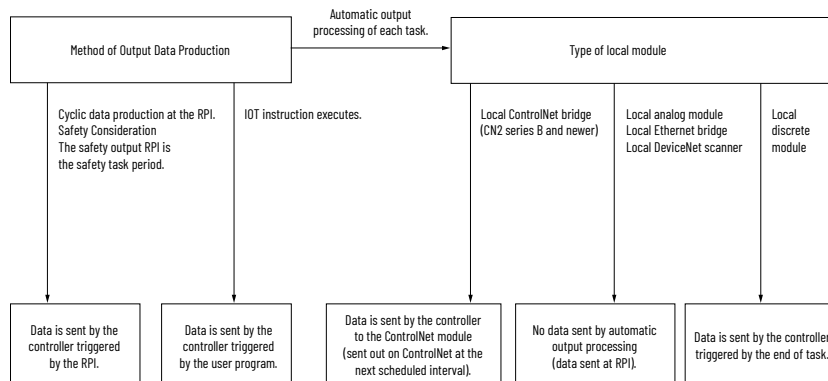 Automatic output
processing of each task.
Method of Output Data Production
Type of local module
Cyclic data production at the RPI.
Safety Consideration
The safety output RPI is
the safety task period.
IOT instruction executes.
Local ControlNet bridge
(CN2 series B and newer)
Local analog module
Local Ethernet bridge
Local DeviceNet scanner
Local
discrete
module
Data is sent by the
controller triggered
by the RPI.
Data is sent by the
controller triggered
by the user program.
Data is sent by the controller
to the ControlNet module
(sent out on ControlNet at the
next scheduled interval).
No data sent by automatic
output processing
(data sent at RPI).
Data is sent by the controller
triggered by the end of task.